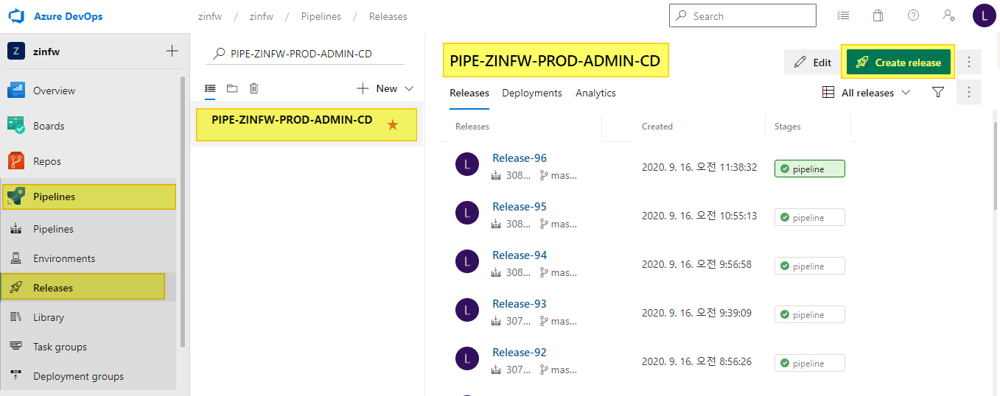 Azure DevOps
zinfw / zinfw / Pipelines / Releases
Search
L
Z zinfw
Overview
Boards
Repos
Pipelines
Pipelines
Environments
Releases
Library
Task groups
Deployment groups
PIPE-ZINFW-PROD-ADMIN-CD
New
PIPE-ZINFW-PROD-ADMIN-CD
PIPE-ZINFW-PROD-ADMIN-CD
Edit
Create release
Releases Deployments Analytics
All releases
Releases Created Stages
L Release-96 2020. 9. 16. 오전 11:38:32 pipeline
308... mas...
L Release-95 2020. 9. 16. 오전 10:55:13 pipeline
308... mas...
L Release-94 2020. 9. 16. 오전 9:56:58 pipeline
308... mas...
L Release-93 2020. 9. 16. 오전 9:39:09 pipeline
307... mas...
L Release-92 2020. 9. 16. 오전 8:56:26 pipeline
307... mas...